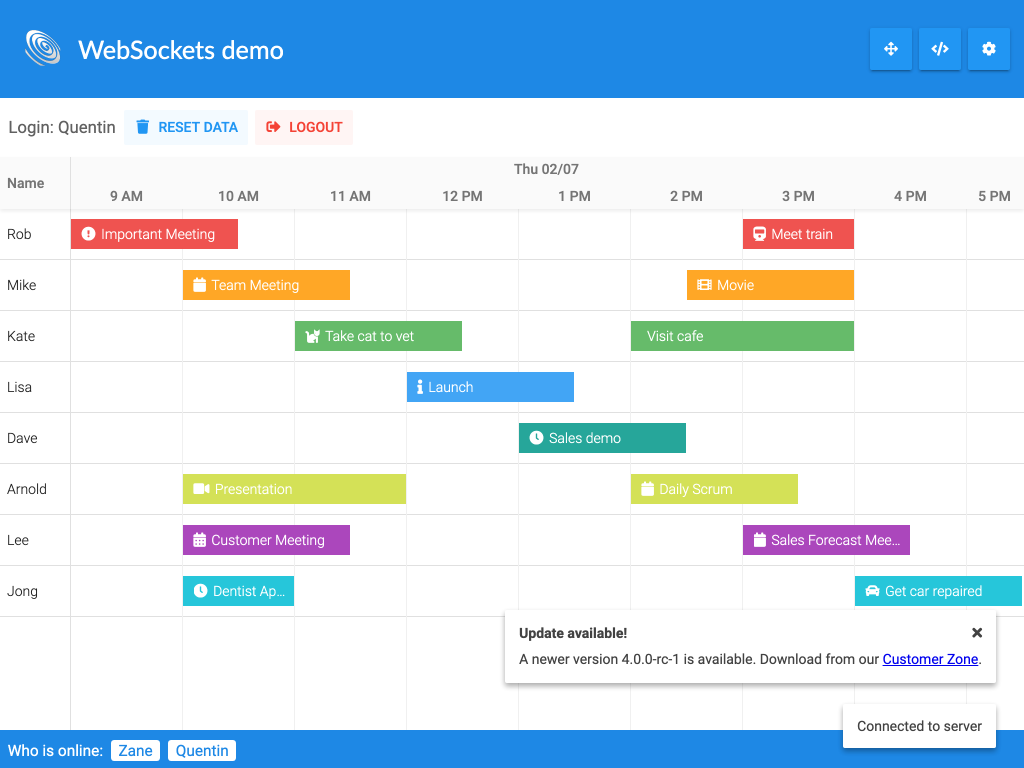 WebSockets demo
Login: Quentin RESET DATA LOGOUT
Name Thu 02/07
9 AM 10 AM 11 AM 12 PM 1 PM 2 PM 3 PM 4 PM 5 PM
Rob Important Meeting Meet train
Mike Team Meeting Movie
Kate Take cat to vet Visit cafe
Lisa Launch
Dave Sales demo
Arnold Presentation Daily Scrum
Lee Customer Meeting Sales Forecast Mee...
Jong Dentist Ap... Get car repaired
Update available!
A newer version 4.0.0-rc-1 is available. Download from our Customer Zone.
Connected to server
Who is online: Zane Quentin